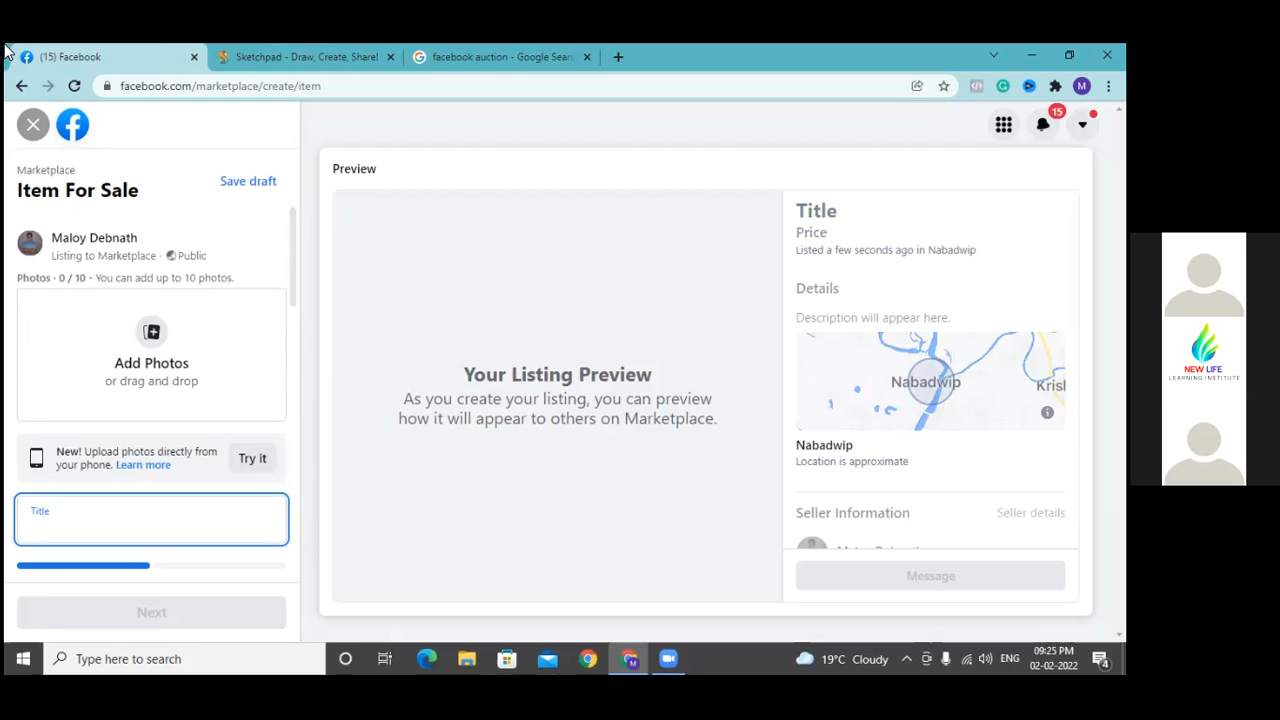 (15) Facebook
Sketchpad - Draw, Create, Share!
facebook auction - Google Sear
facebook.com/marketplace/create/item
15
Marketplace
Item For Sale
Save draft
Maloy Debnath
Listing to Marketplace · Public
Photos · 0 / 10 - You can add up to 10 photos.
Add Photos
or drag and drop
New! Upload photos directly from
your phone. Learn more
Try it
Title
Next
Preview
Your Listing Preview
As you create your listing, you can preview
how it will appear to others on Marketplace.
Title
Price
Listed a few seconds ago in Nabadwip
Details
Description will appear here.
Nabadwip
Krisl
Nabadwip
Location is approximate
Seller Information
Seller details
Message
NEW LIFE
LEARNING INSTITUTE
Type here to search
19°C Cloudy
ENG
09:25 PM
02-02-2022
4
M